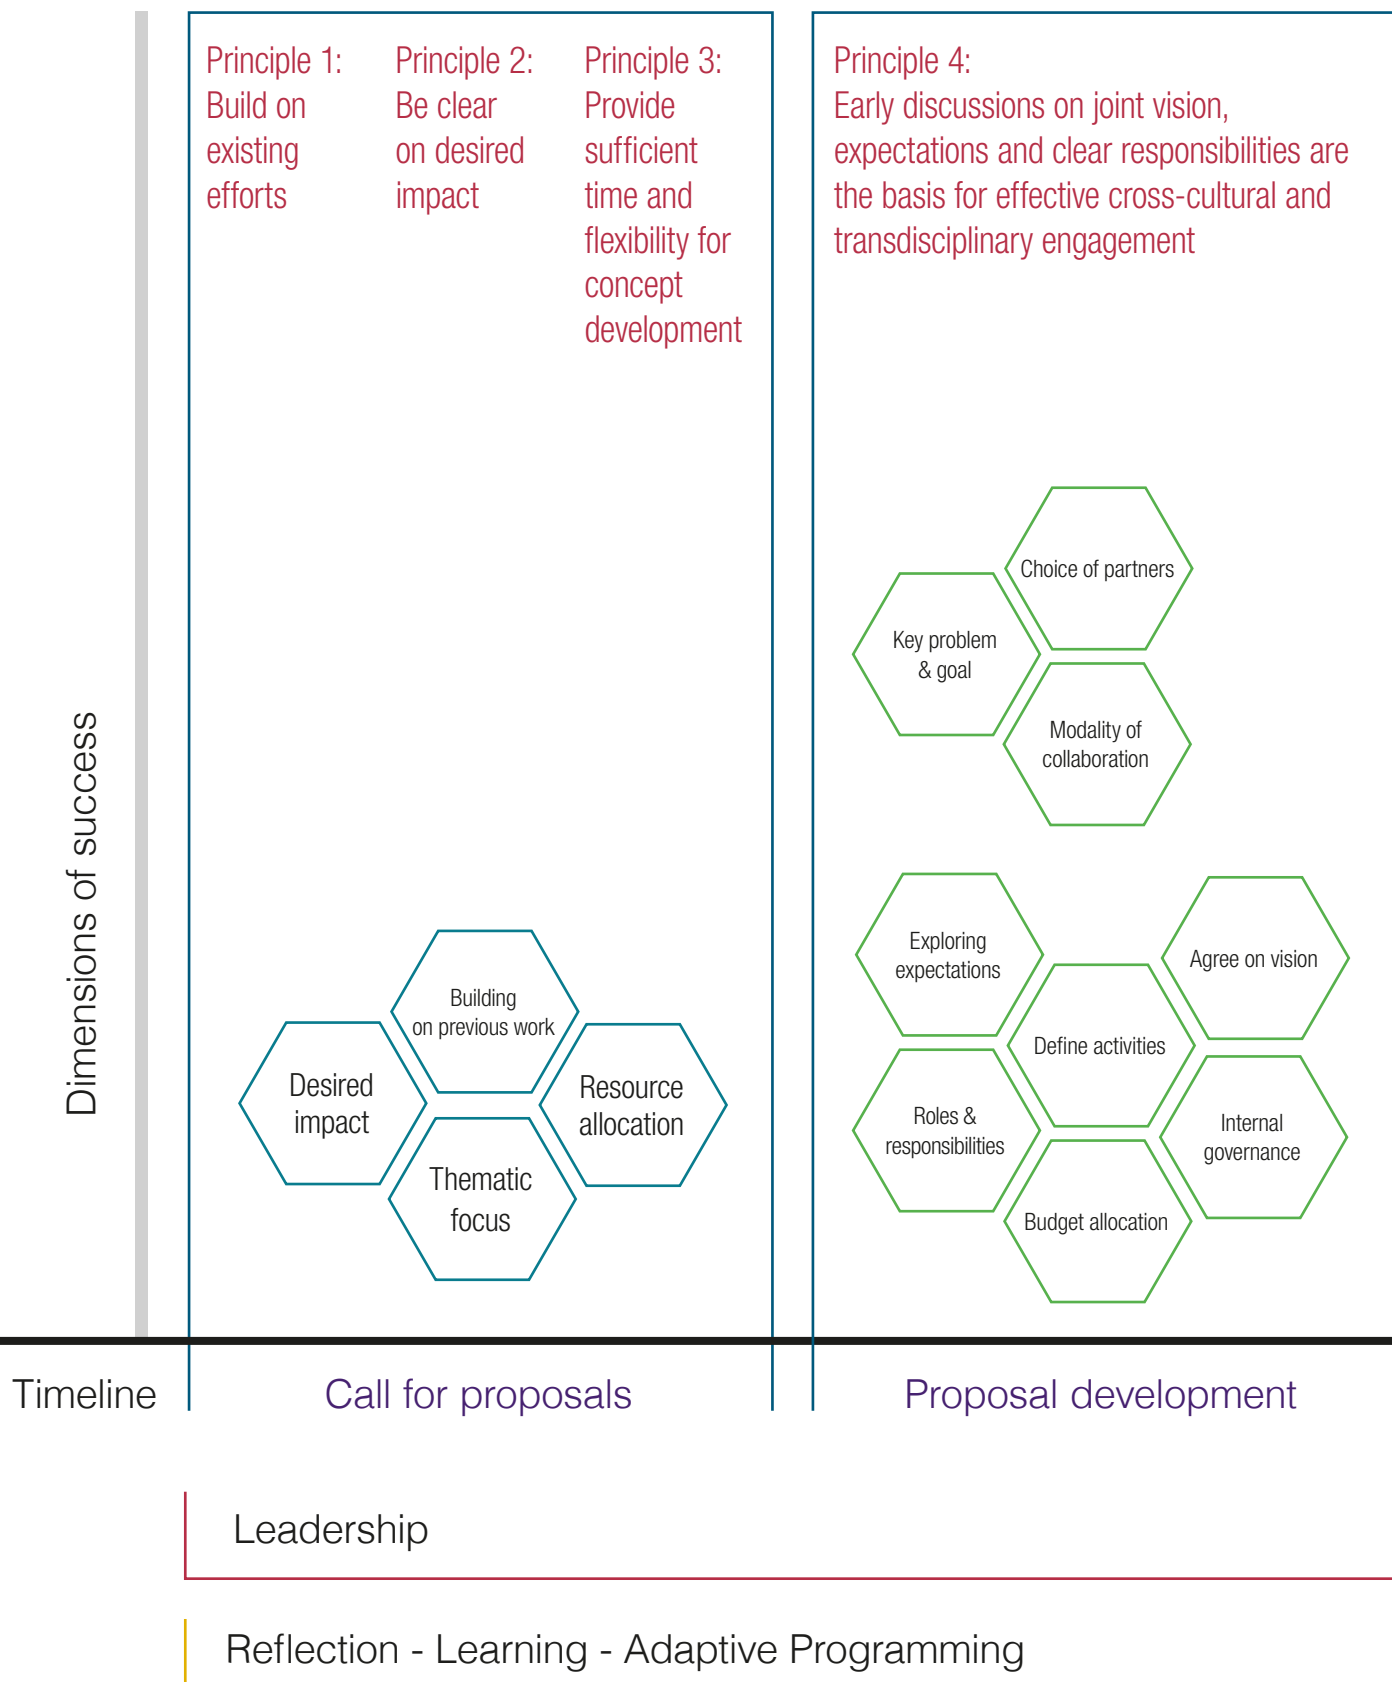 Principle 1:
Build on
existing
efforts
Principle 2:
Be clear
on desired
impact
Principle 3:
Provide
sufficient
time and
flexibility for
concept
development
Principle 4:
Early discussions on joint vision,
expectations and clear responsibilities are
the basis for effective cross-cultural and
transdisciplinary engagement
Dimensions of success
Building
on previous work
Desired
impact
Resource
allocation
Thematic
focus
Choice of partners
Key problem
& goal
Modality of
collaboration
Exploring
expectations
Agree on vision
Define activities
Roles &
responsibilities
Internal
governance
Budget allocation
Timeline
Call for proposals
Proposal development
Leadership
Reflection - Learning - Adaptive Programming